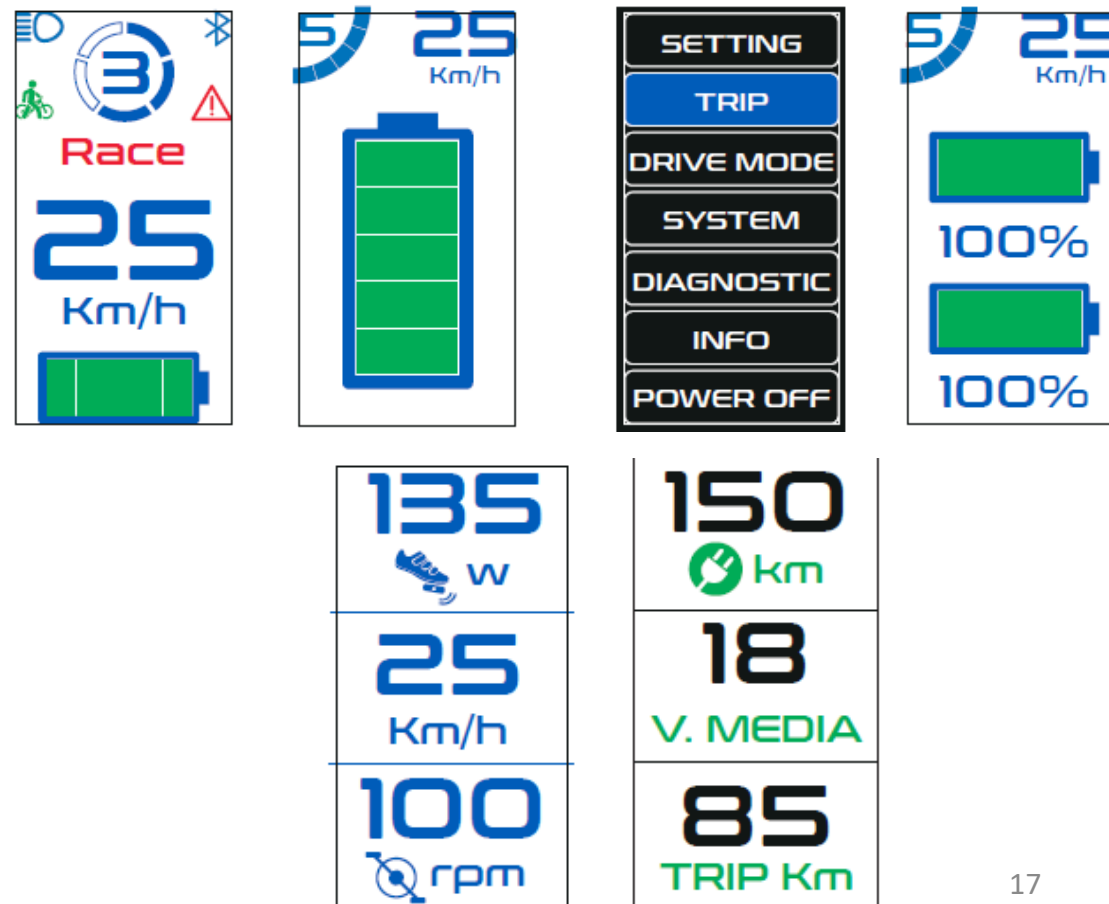 3
Race
25
Km/h
5
25
Km/h
SETTING
TRIP
DRIVE MODE
SYSTEM
DIAGNOSTIC
INFO
POWER OFF
5
25
Km/h
100%
100%
135
W
25
Km/h
100
rpm
150
km
18
V. MEDIA
85
TRIP Km
17